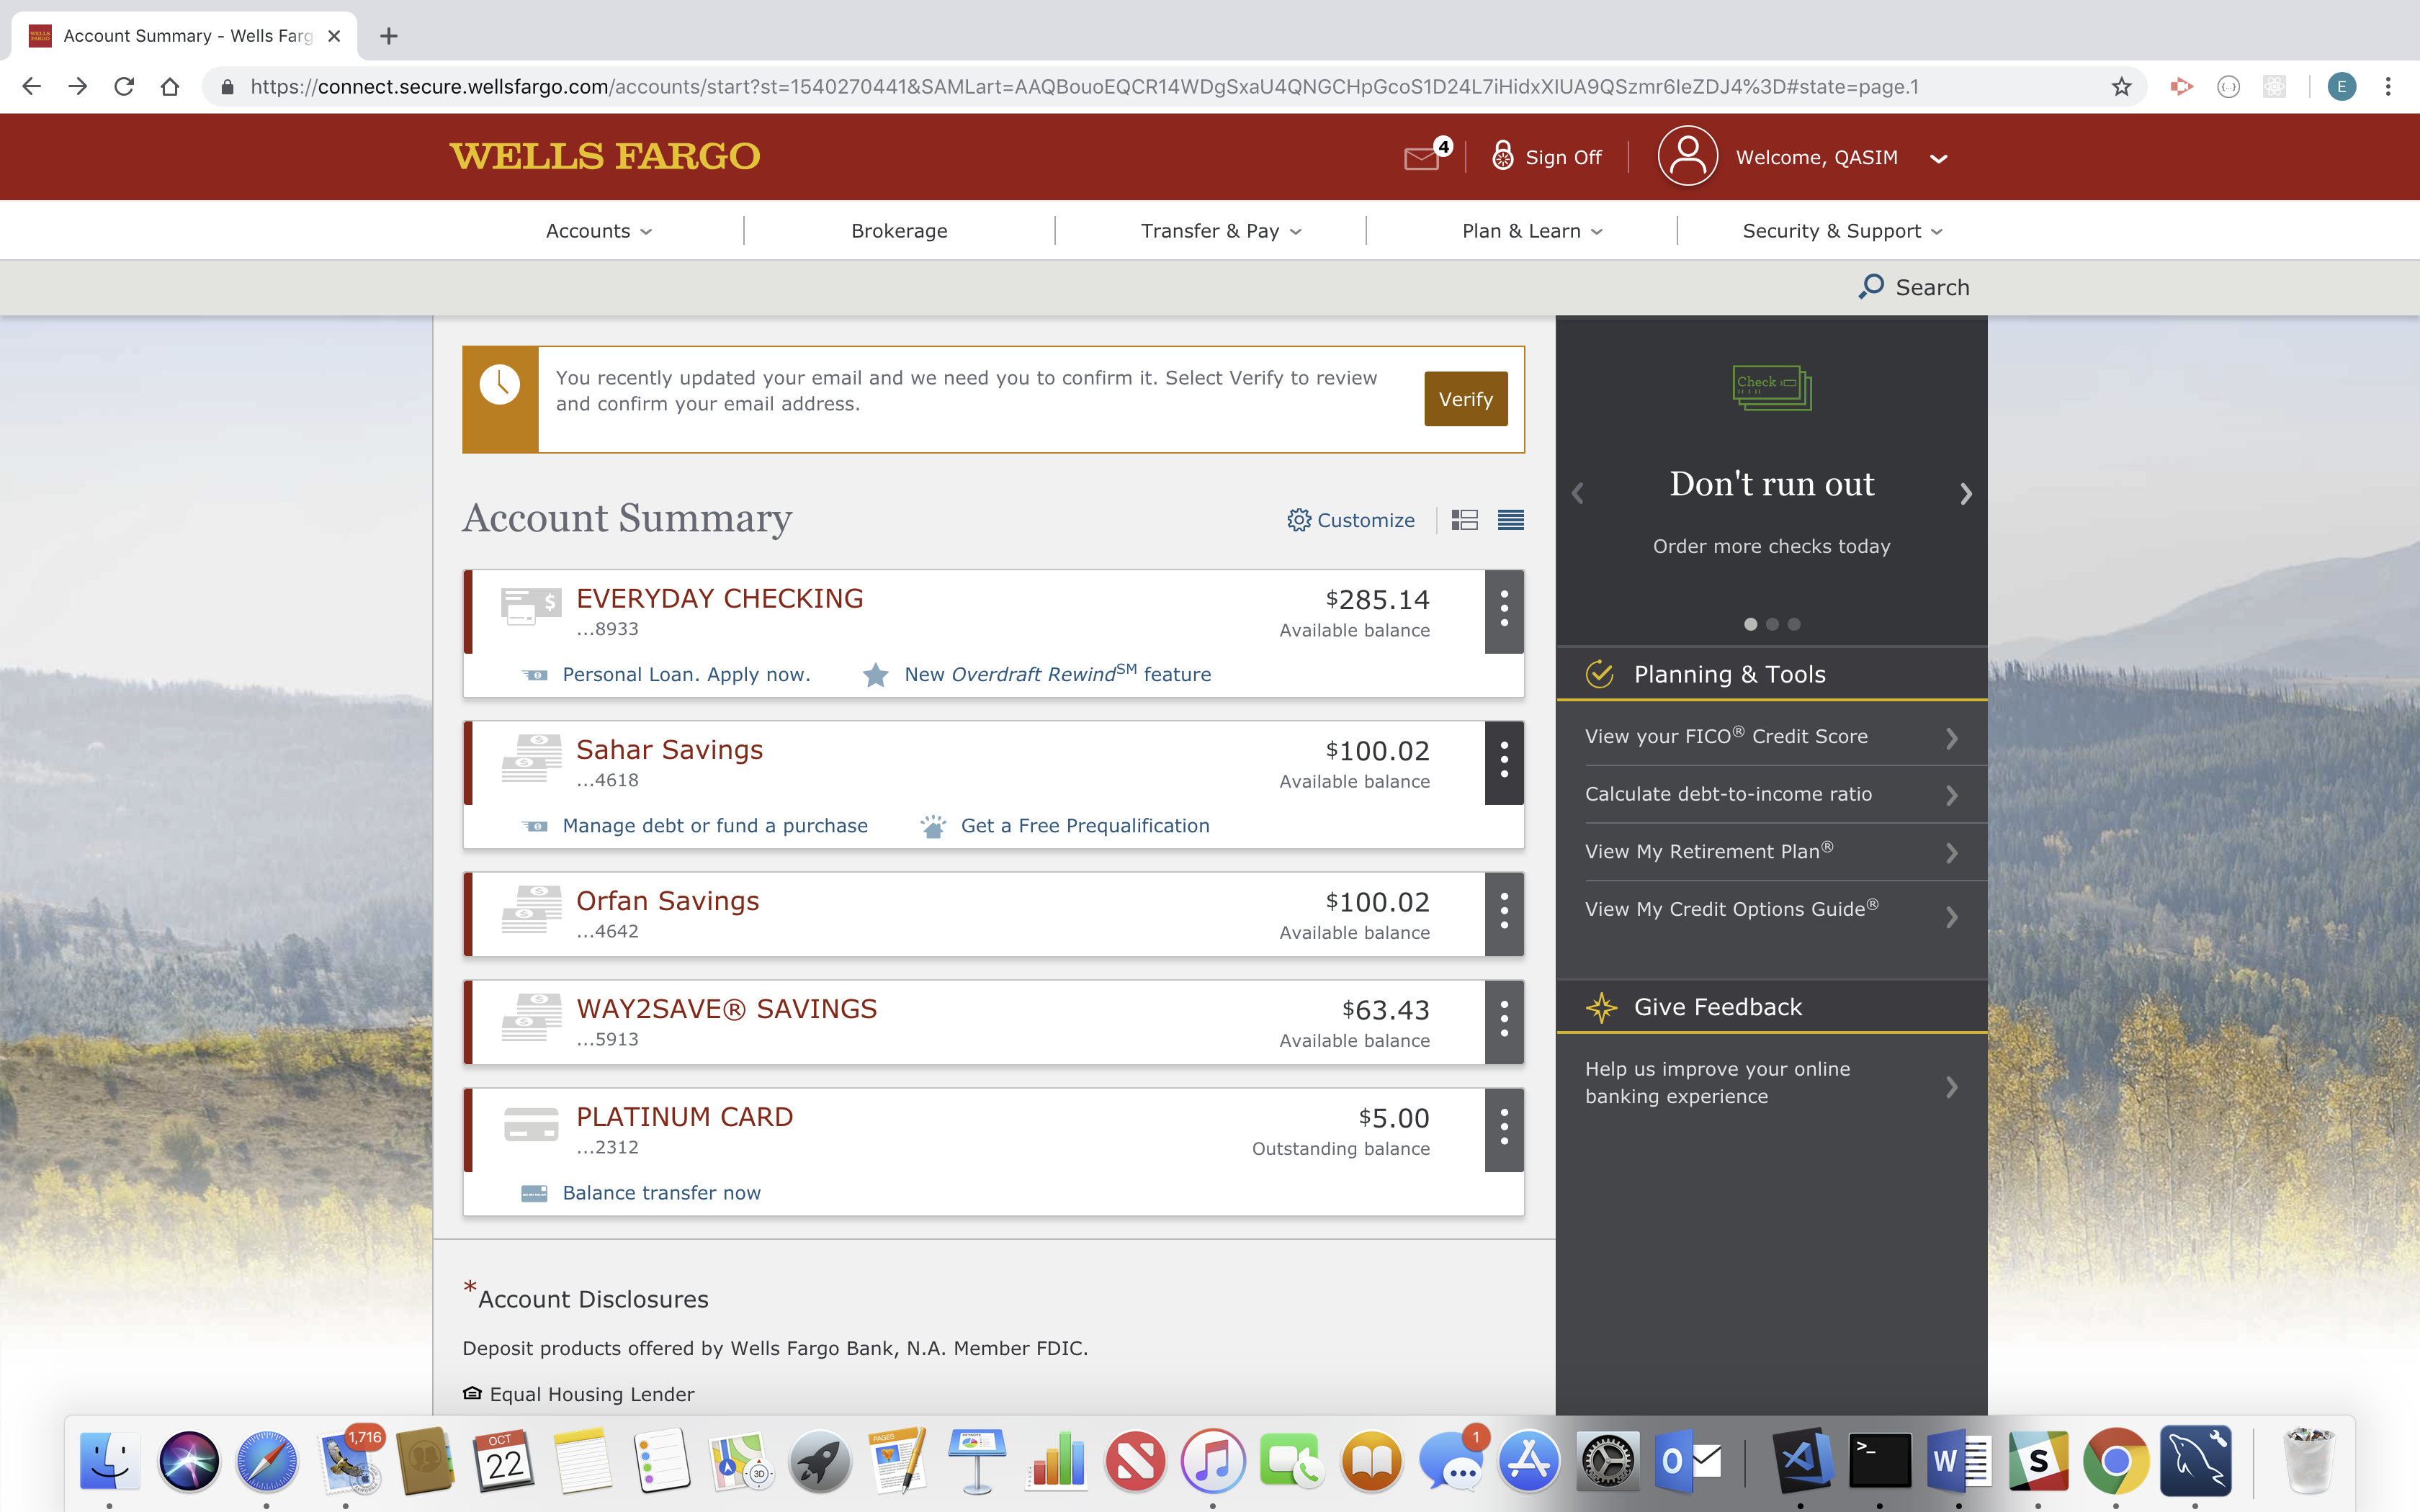 Account Summary - Wells Farg
https://connect.secure.wellsfargo.com/accounts/start?st=1540270441&SAMLart=AAQBouoEQCR14WDgSxaU4QNGCHpGcoS1D24L7iHidxXIUA9QSzmr6IeZDJ4%3D#state=page.1
E
WELLS FARGO
4
Sign Off
Welcome, QASIM
Accounts
Brokerage
Transfer & Pay
Plan & Learn
Security & Support
Search
You recently updated your email and we need you to confirm it. Select Verify to review
and confirm your email address.
Verify
Account Summary
Customize
EVERYDAY CHECKING
$285.14
...8933
Available balance
Personal Loan. Apply now.
New Overdraft Rewind℠ feature
Sahar Savings
$100.02
...4618
Available balance
Manage debt or fund a purchase
Get a Free Prequalification
Orfan Savings
$100.02
...4642
Available balance
WAY2SAVE® SAVINGS
$63.43
...5913
Available balance
PLATINUM CARD
$5.00
...2312
Outstanding balance
Balance transfer now
*Account Disclosures
Deposit products offered by Wells Fargo Bank, N.A. Member FDIC.
Equal Housing Lender
Check
Don't run out
Order more checks today
Planning & Tools
View your FICO® Credit Score
Calculate debt-to-income ratio
View My Retirement Plan®
View My Credit Options Guide®
Give Feedback
Help us improve your online
banking experience
1,716
OCT
22
3D
PAGES
1
O
>_
W
S